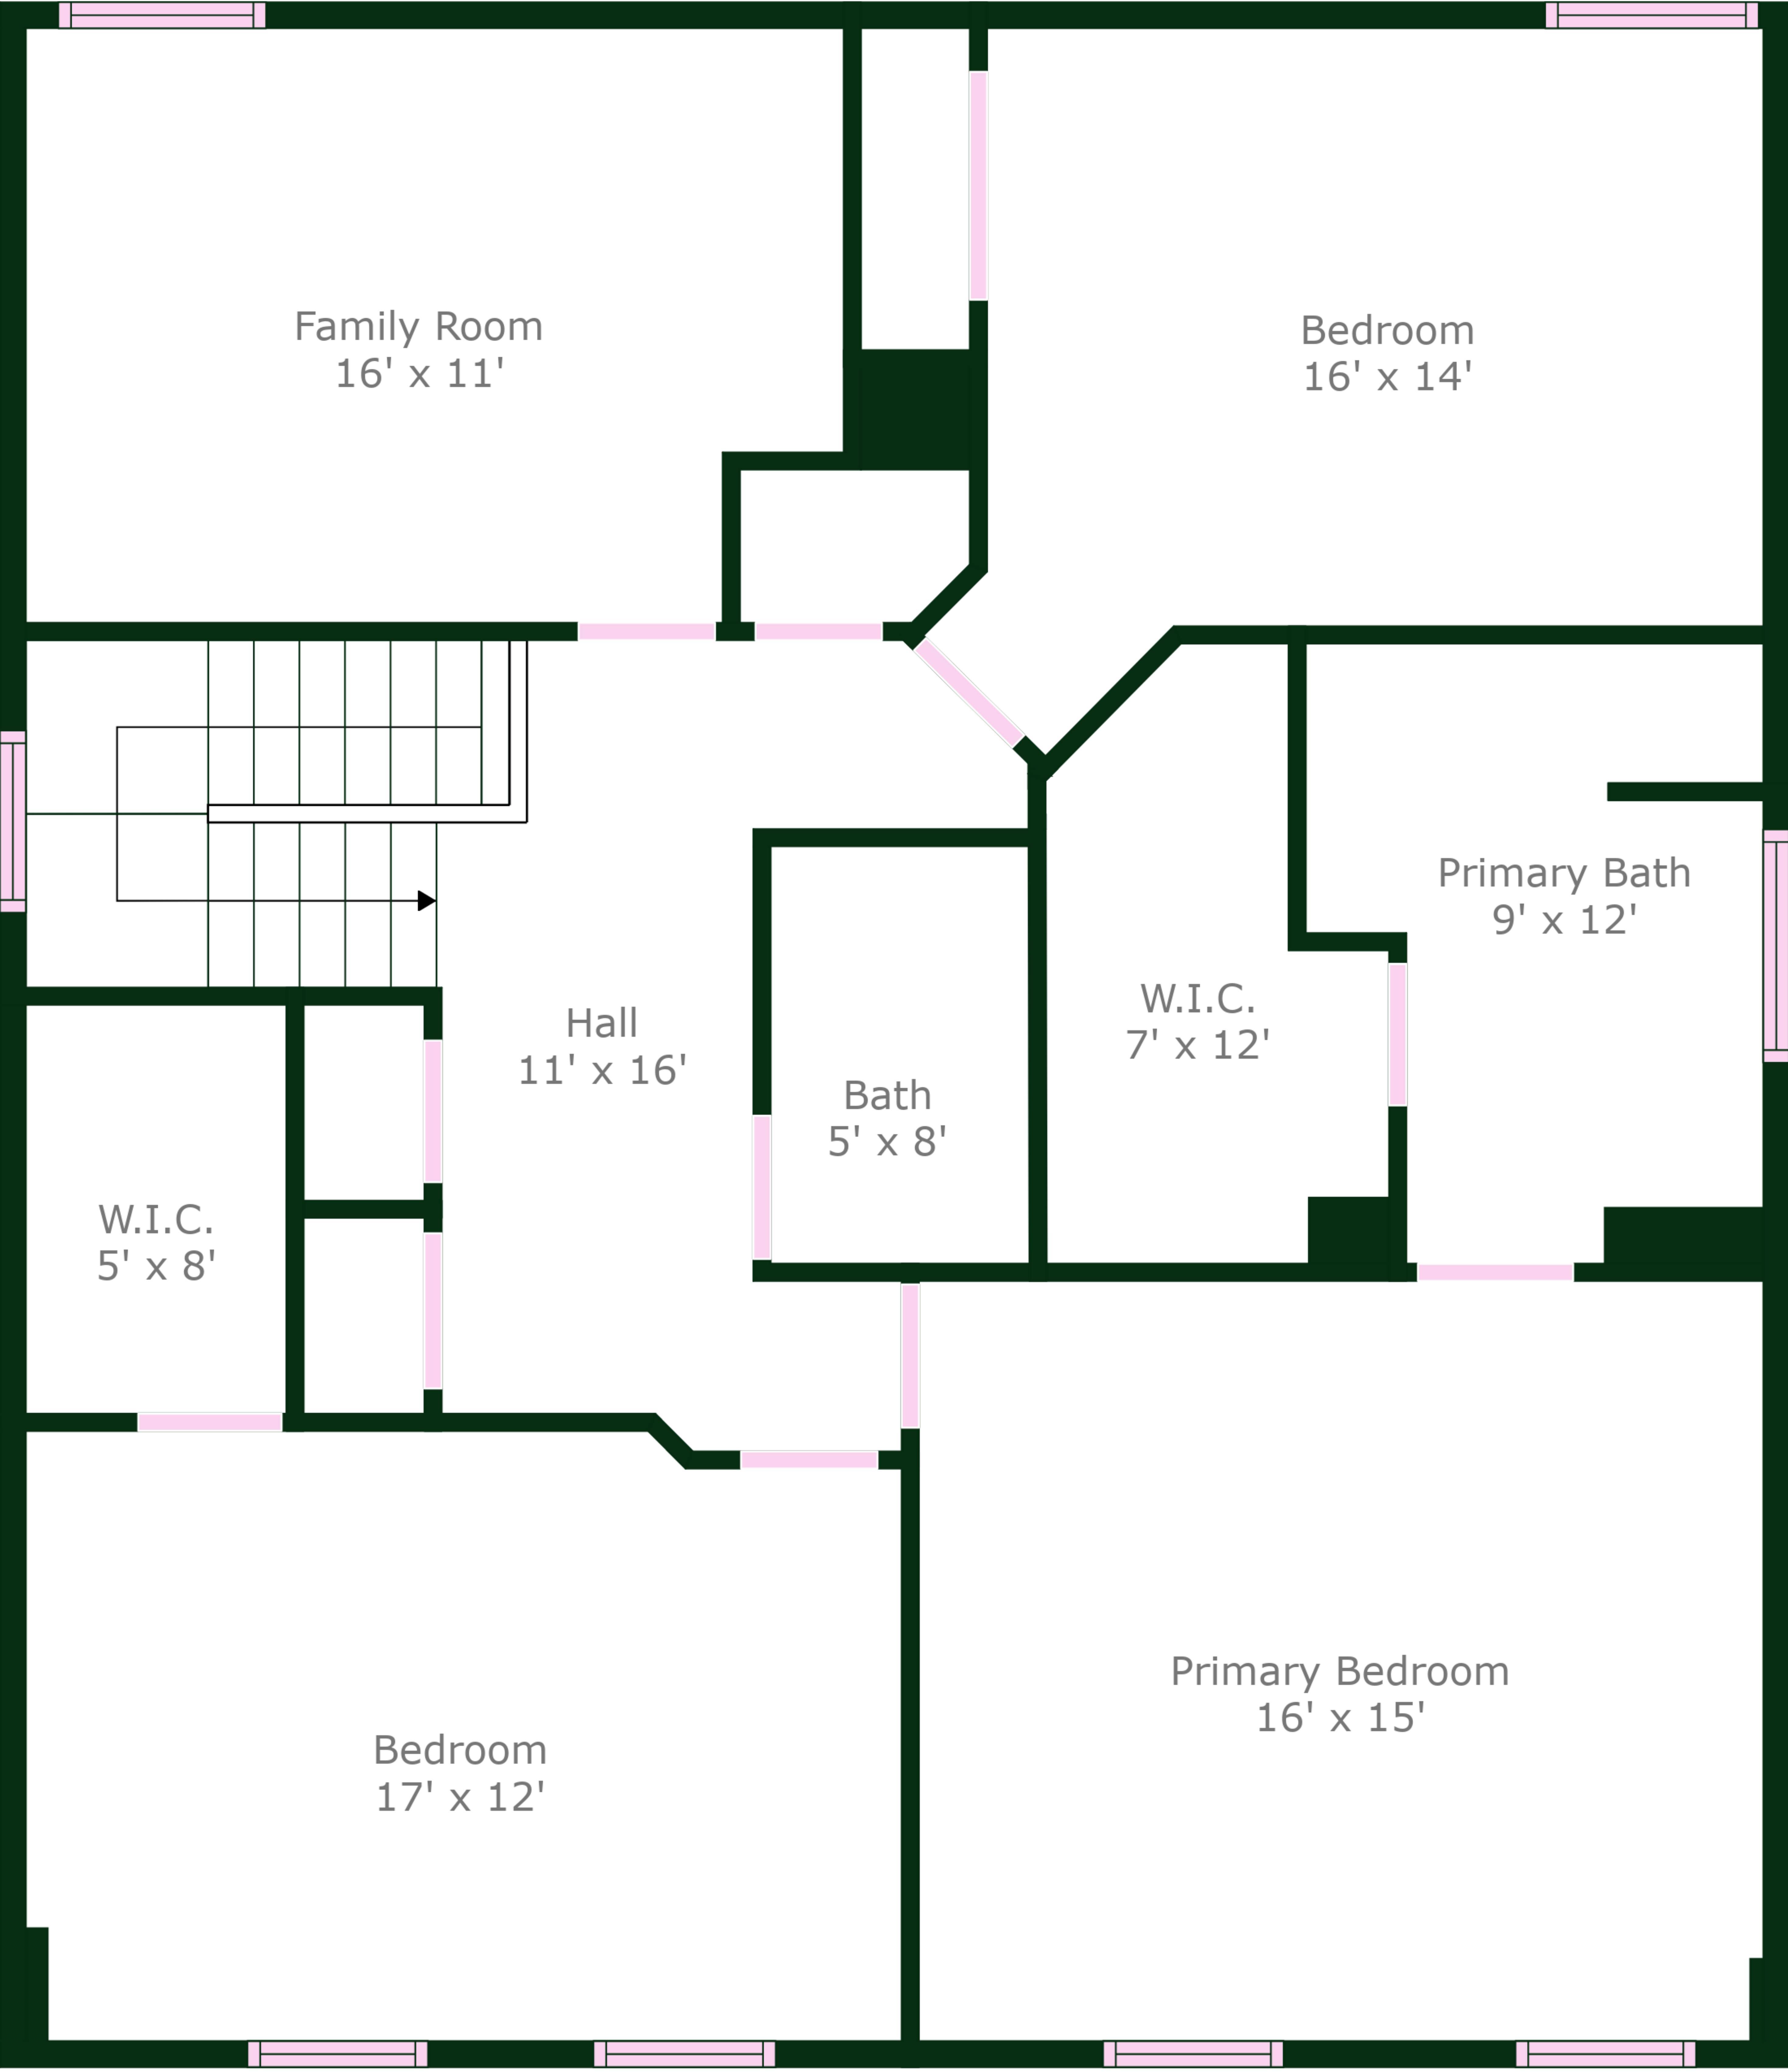 Family Room
16' x 11'
Bedroom
16' x 14'
Primary Bath
9' x 12'
W.I.C.
7' x 12'
Hall
11' x 16'
Bath
5' x 8'
W.I.C.
5' x 8'
Primary Bedroom
16' x 15'
Bedroom
17' x 12'